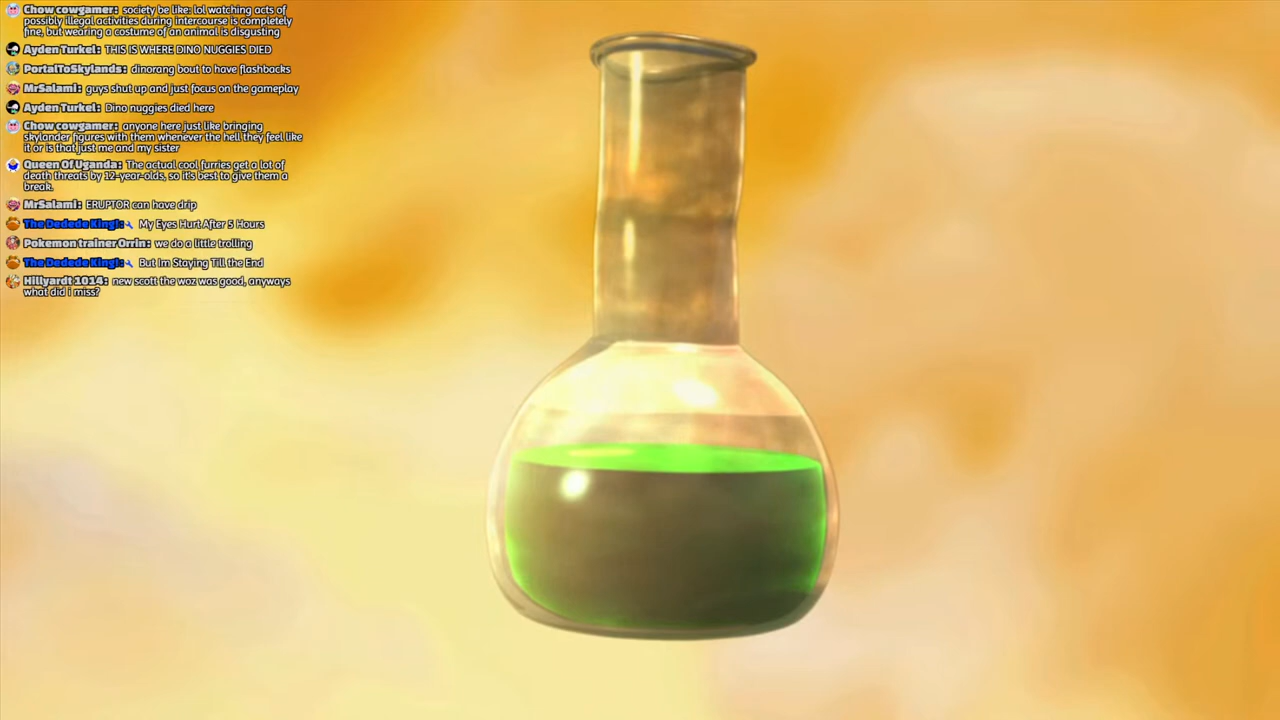 Chow cowgamer: society be like: lol watching acts of
possibly illegal activities during intercourse is completely
fine, but wearing a costume of an animal is disgusting
Ayden Turkel: THIS IS WHERE DINO NUGGIES DIED
PortalToSkylands: dinorang bout to have flashbacks
MrSalami: guys shut up and just focus on the gameplay
Ayden Turkel: Dino nuggies died here
Chow cowgamer: anyone here just like bringing
skylander figures with them whenever the hell they feel like
it or is that just me and my sister
Queen Of Uganda: The actual cool furries get a lot of
death threats by 12-year-olds, so it's best to give them a
break.
MrSalami: ERUPTOR can have drip
The Dedede King!: My Eyes Hurt After 5 Hours
Pokemon trainer Orrin: we do a little trolling
The Dedede King!: But Im Staying Till the End
Hillyardt 1014: new scott the woz was good, anyways
what did i miss?